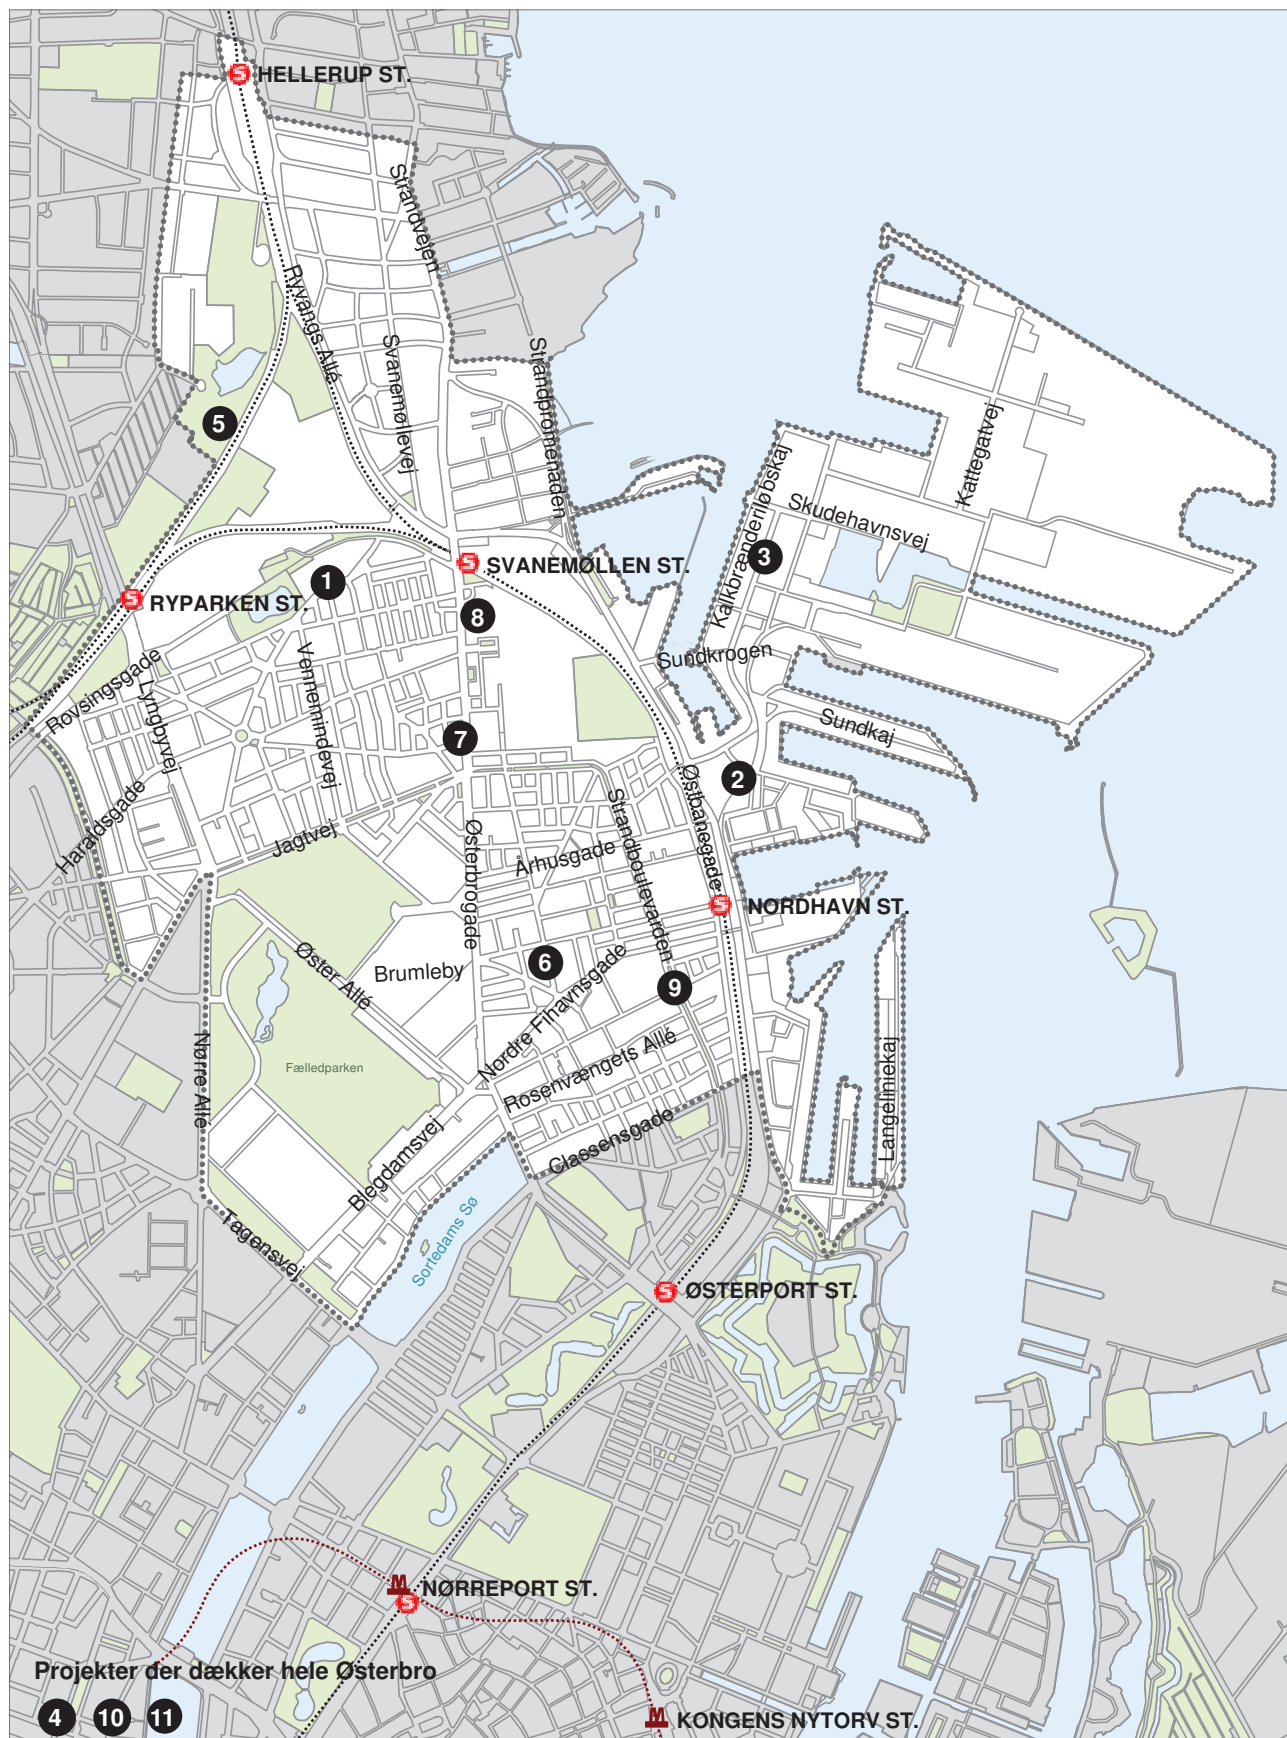 S HELLERUP ST.
Strandvejen
Ryvangs Allé
Svanemøllevej
Strandpromenaden
5
Kattegatvej
Kalkbrænderiløbskaj
Skudehavnsvej
3
S SVANEMØLLEN ST.
1
S RYPARKEN ST.
8
Sundkrogen
Vennemindevej
Rovsingsgade
Lyngbyvej
Sundkaj
7
2
Østbanegade
Strandboulevarden
Haraldsgade
Jagtvej
Østerbrogade
Århusgade
S NORDHAVN ST.
Øster Allé
Brumleby
6
Nordre Fihavnsgade
9
Nørre Allé
Fælledparken
Rosenvængets Allé
Langeliniekaj
Classensgade
Blegdamsvej
Tagensvej
Sortedams Sø
S ØSTERPORT ST.
M NØRREPORT ST.
S
Projekter der dækker hele Østerbro
4 10 11
M KONGENS NYTORV ST.